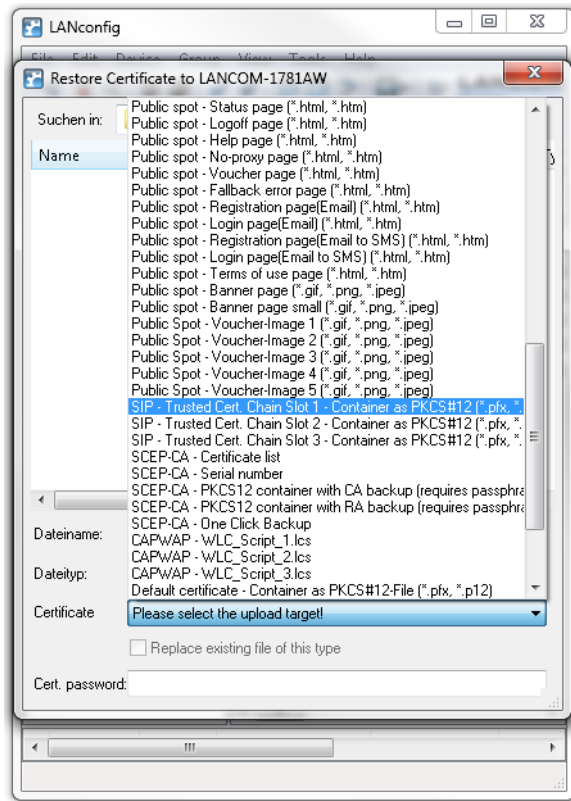 LANconfig
File Edit Device Group View Tools Help
Restore Certificate to LANCOM-1781AW
Suchen in:
Name
Public spot - Status page (*.html, *.htm)
Public spot - Logoff page (*.html, *.htm)
Public spot - Help page (*.html, *.htm)
Public spot - No-proxy page (*.html, *.htm)
Public spot - Voucher page (*.html, *.htm)
Public spot - Fallback error page (*.html, *.htm)
Public spot - Registration page(Email) (*.html, *.htm)
Public spot - Login page(Email) (*.html, *.htm)
Public spot - Registration page(Email to SMS) (*.html, *.htm)
Public spot - Login page(Email to SMS) (*.html, *.htm)
Public spot - Terms of use page (*.html, *.htm)
Public spot - Banner page (*.gif, *.png, *.jpeg)
Public spot - Banner page small (*.gif, *.png, *.jpeg)
Public Spot - Voucher-Image 1 (*.gif, *.png, *.jpeg)
Public Spot - Voucher-Image 2 (*.gif, *.png, *.jpeg)
Public Spot - Voucher-Image 3 (*.gif, *.png, *.jpeg)
Public Spot - Voucher-Image 4 (*.gif, *.png, *.jpeg)
Public Spot - Voucher-Image 5 (*.gif, *.png, *.jpeg)
SIP - Trusted Cert. Chain Slot 1 - Container as PKCS#12 (*.pfx, *.
SIP - Trusted Cert. Chain Slot 2 - Container as PKCS#12 (*.pfx, *.
SIP - Trusted Cert. Chain Slot 3 - Container as PKCS#12 (*.pfx, *.
SCEP-CA - Certificate list
SCEP-CA - Serial number
SCEP-CA - PKCS12 container with CA backup (requires passphra
SCEP-CA - PKCS12 container with RA backup (requires passphra
SCEP-CA - One Click Backup
CAPWAP - WLC_Script_1.lcs
CAPWAP - WLC_Script_2.lcs
CAPWAP - WLC_Script_3.lcs
Default certificate - Container as PKCS#12-File (*.pfx, *.p12)
Dateiname:
Dateityp:
Certificate
Please select the upload target!
Replace existing file of this type
Cert. password: